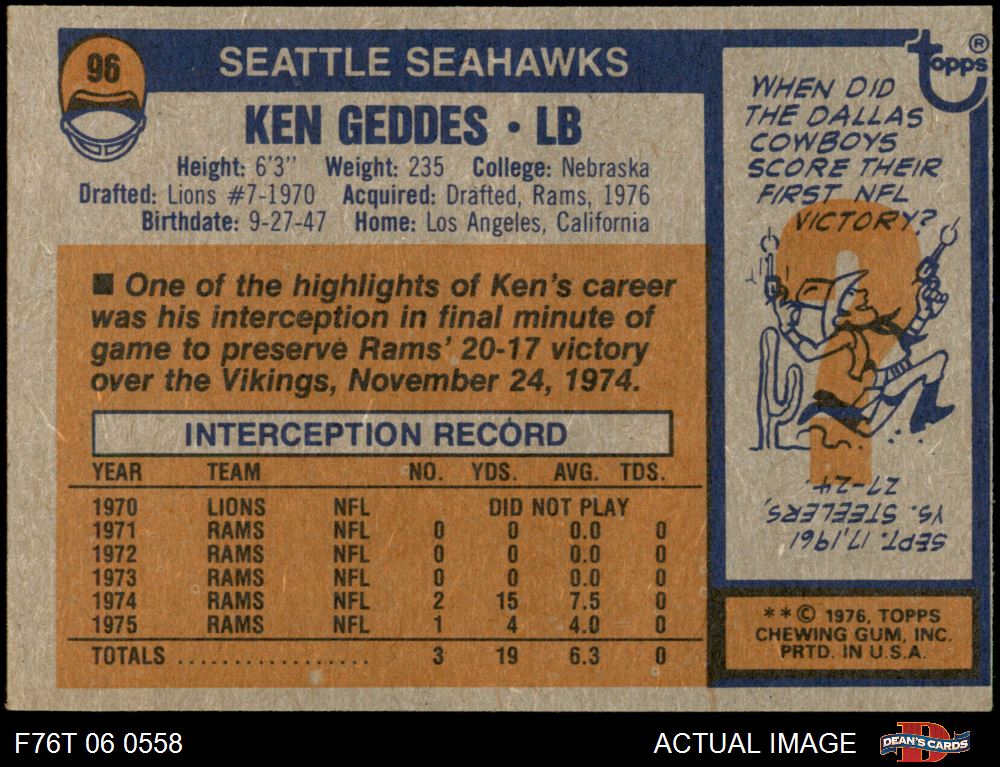 96
SEATTLE SEAHAWKS
KEN GEDDES • LB
Height: 6'3'' Weight: 235 College: Nebraska
Drafted: Lions #7-1970 Acquired: Drafted, Rams, 1976
Birthdate: 9-27-47 Home: Los Angeles, California
■ One of the highlights of Ken's career
was his interception in final minute of
game to preserve Rams' 20-17 victory
over the Vikings, November 24, 1974.
INTERCEPTION RECORD
YEAR TEAM NO. YDS. AVG. TDS.
1970 LIONS NFL DID NOT PLAY
1971 RAMS NFL 0 0 0.0 0
1972 RAMS NFL 0 0 0.0 0
1973 RAMS NFL 0 0 0.0 0
1974 RAMS NFL 2 15 7.5 0
1975 RAMS NFL 1 4 4.0 0
TOTALS .................. 3 19 6.3 0
topps ®
WHEN DID
THE DALLAS
COWBOYS
SCORE THEIR
FIRST NFL
VICTORY?
?
SEPT. 17, 1961
VS. STEELERS,
27-24.
**© 1976, TOPPS
CHEWING GUM, INC.
PRTD. IN U.S.A.
F76T 06 0558
ACTUAL IMAGE
D
DEAN'S CARDS